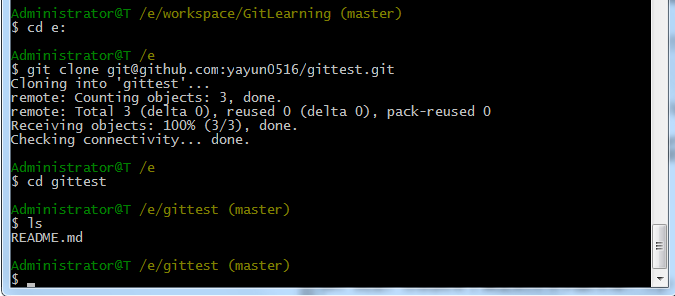 Administrator@T /e/workspace/GitLearning (master)
$ cd e:
Administrator@T /e
$ git clone git@github.com:yayun0516/gittest.git
Cloning into 'gittest'...
remote: Counting objects: 3, done.
remote: Total 3 (delta 0), reused 0 (delta 0), pack-reused 0
Receiving objects: 100% (3/3), done.
Checking connectivity... done.
Administrator@T /e
$ cd gittest
Administrator@T /e/gittest (master)
$ ls
README.md
Administrator@T /e/gittest (master)
$